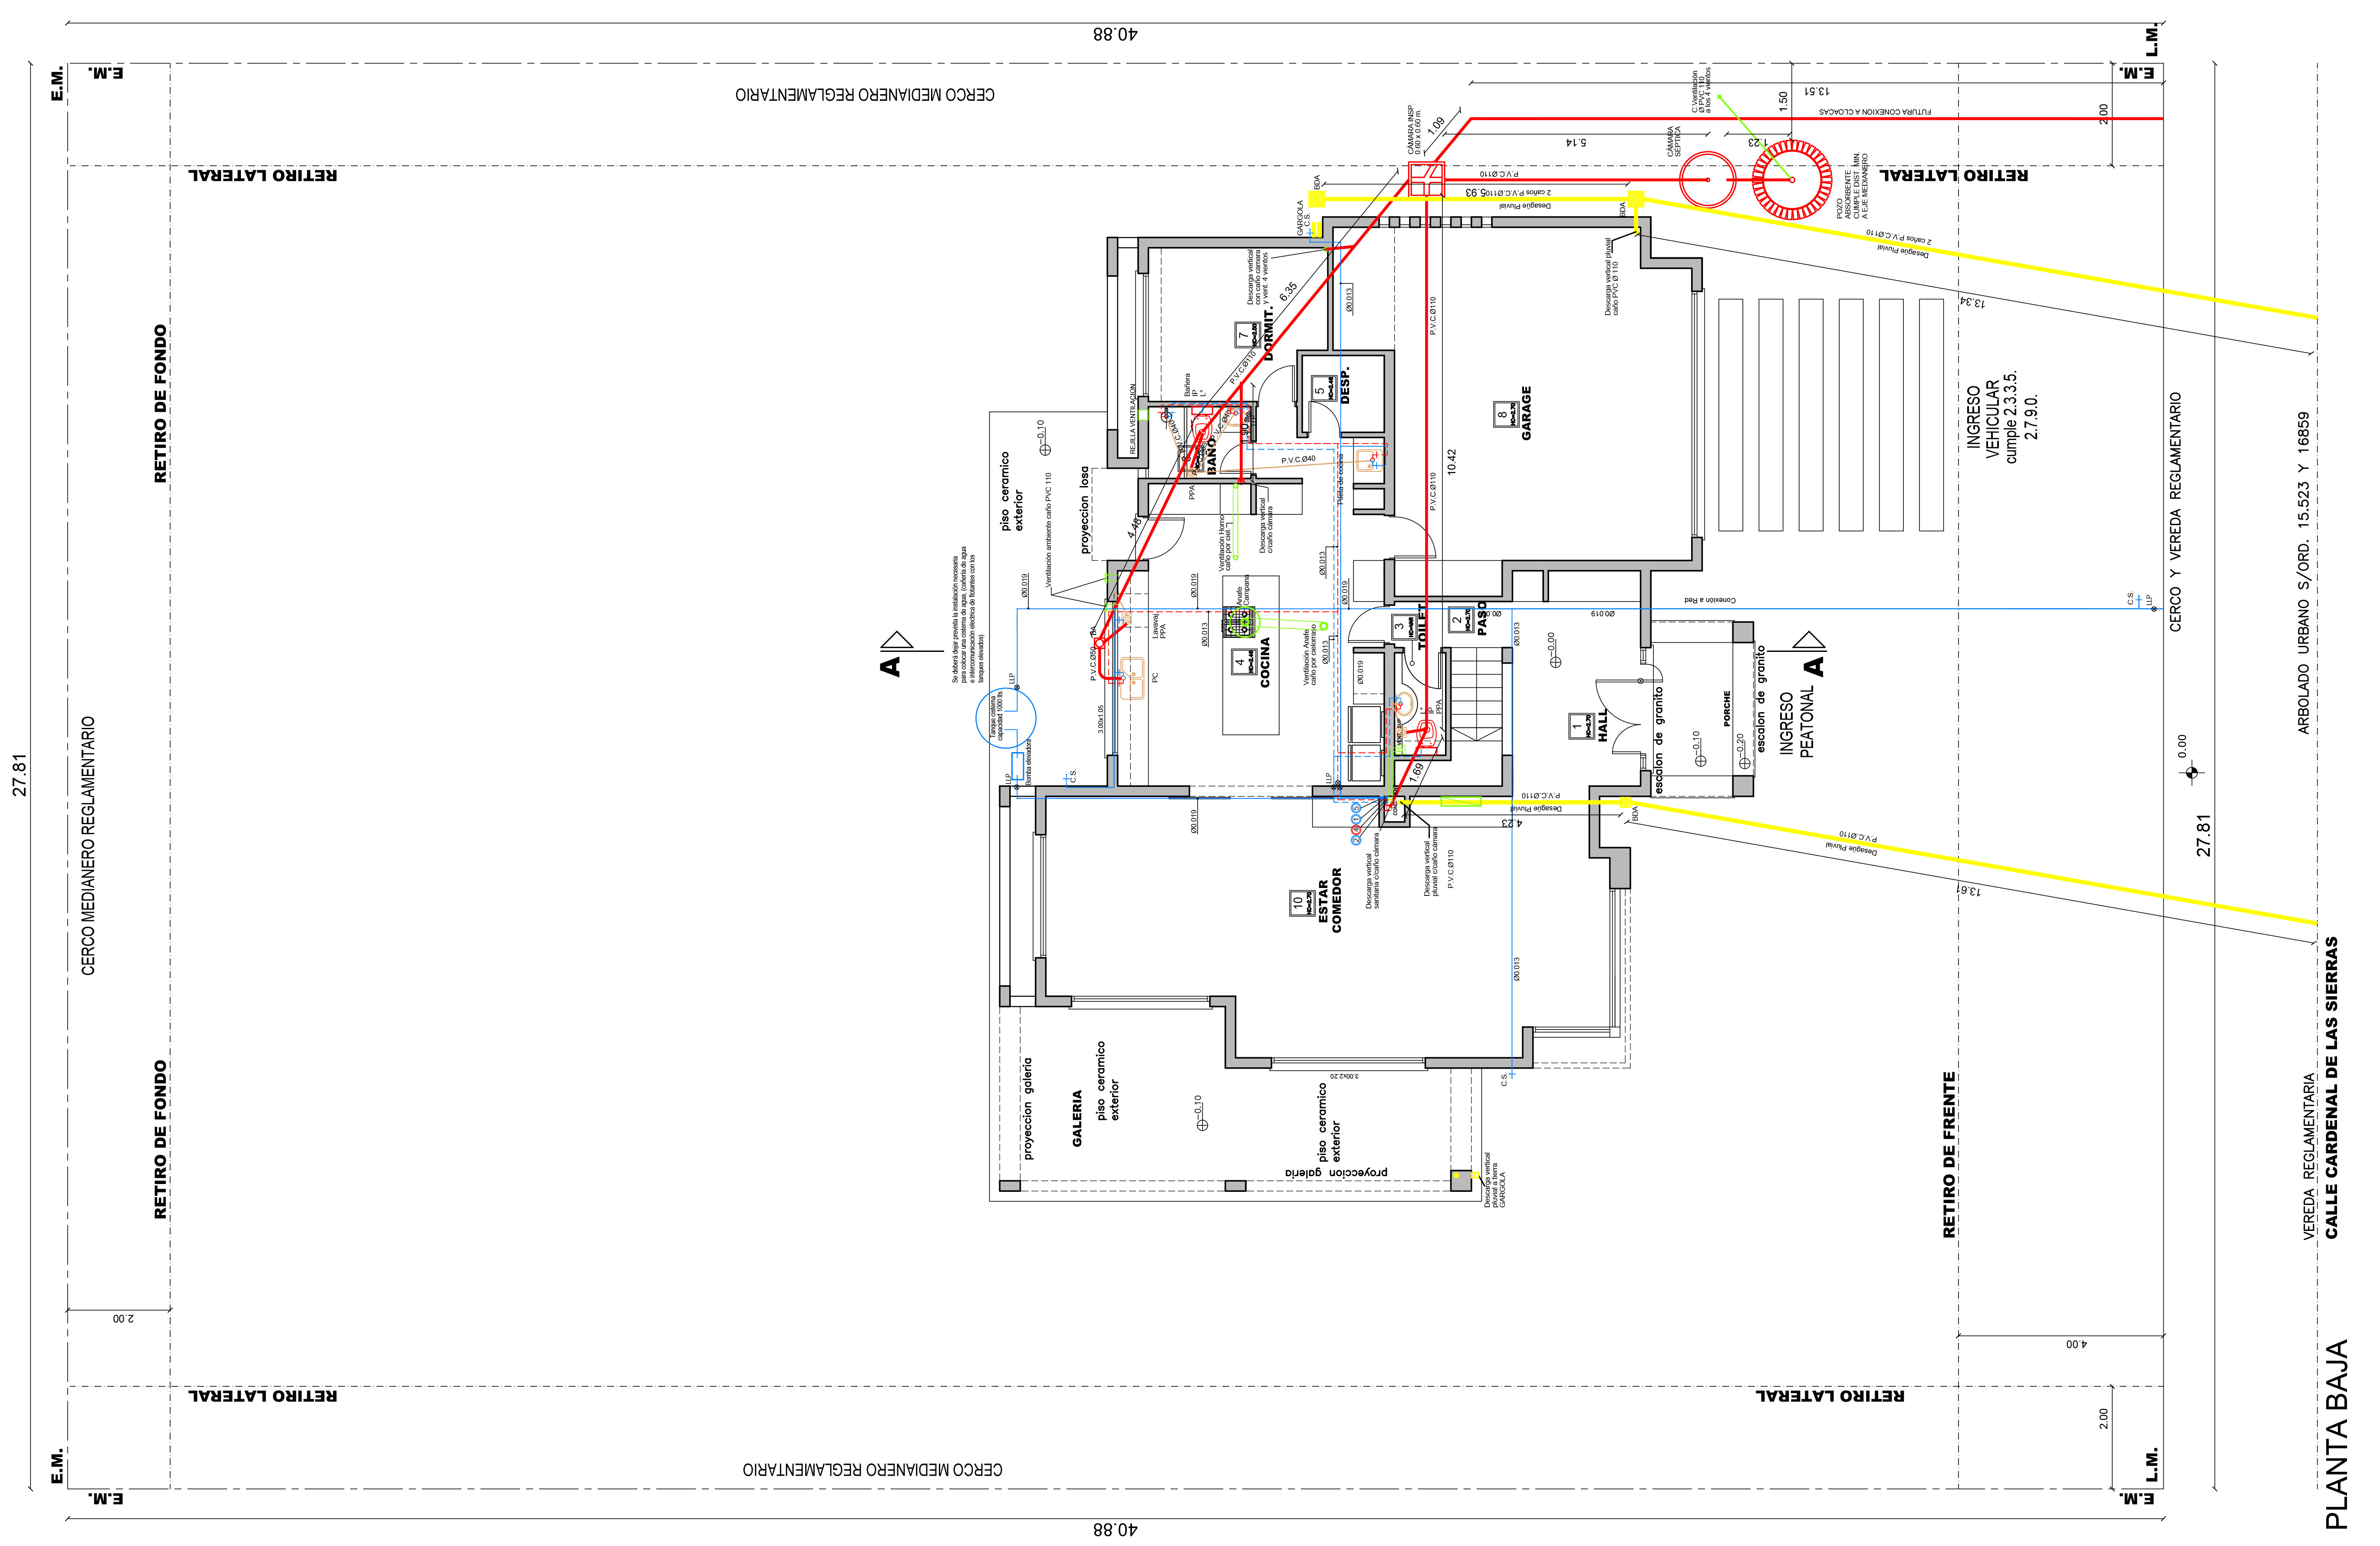 40.88
E.M.
E.M.
CERCO MEDIANERO REGLAMENTARIO
L.M.
E.M.
13.51
FUTURA CONEXION A CLOACAS
2.00
1.50
C.Ventilación
Ø PVC 110
a los 4 vientos
CÁMARA
SÉPTICA
1.23
5.14
1.09
CÁMARA INSP.
0.60 x 0.60 m.
P.V.C.Ø110
5.93
2 caños P.V.C.Ø110
Desagüe Pluvial
BDA
BDA
GARGOLA
C.S.
POZO
ABSORBENTE
CUMPLE DIST. MIN.
A EJE MEDIANERO
RETIRO LATERAL
RETIRO LATERAL
2 caños P.V.C.Ø110
Desagüe Pluvial
13.34
Descarga vertical pluvial
caño PVC Ø 110
Descarga vertical
con caño camara
y vent. 4 vientos
6.35
Ø0.013
P.V.C.Ø110
7
DORMIT.
P.V.C.Ø110
5
DESP.
8
GARAGE
INGRESO
VEHICULAR
cumple 2.3.3.5.
2.7.9.0.
RETIRO DE FONDO
REJILLA VENTILACION
Bañera
IP
L°
BAÑO
P.V.C.Ø40
PPA
P.V.C.Ø40
Pileta de cocina
10.42
P.V.C.Ø110
-0.10
piso ceramico
exterior
proyeccion losa
4.48
Ventilación ambiente caño PVC 110
Ventilación Horno
caño por ciel.
Descarga vertical
c/caño cámara
Ø0.013
Ø0.019
Ø0.019
Ø0.019
Se deberá dejar prevista la instalación necesaria
para colocar una cisterna de agua, (cañería de agua
e intercomunicación eléctrica de flotantes con los
tanques elevados)
A
Anafe
Campana
Ø0.013
4
COCINA
Ventilación Anafe
caño por cielorraso
Ø0.013
Ø0.019
3
TOILET
2
PASO
Ø0.019
Ø0.013
Conexión a Red
-0.00
C.S.
LLP
BA
P.V.C.Ø50
Lavavaj.
PPA
PC
LLP
Tanque cisterna
capacidad 1000 lts
Bomba elevadora
LLP
C.S.
3.00x1.05
L°
IP
PPA
1.69
LLP
1
HALL
escalon de granito
PORCHE
escalon de granito
-0.10
-0.20
INGRESO
PEATONAL
A
CERCO Y VEREDA REGLAMENTARIO
ARBOLADO URBANO S/ORD. 15.523 Y 16859
0.00
27.81
27.81
CERCO MEDIANERO REGLAMENTARIO
Ø0.019
5
1
4
2
P.V.C.Ø110
Desagüe Pluvial
4.23
BDA
P.V.C.Ø110
Desagüe Pluvial
13.61
Descarga vertical
sanitaria c/caño cámara
Descarga vertical
pluvial c/caño cámara
P.V.C.Ø110
10
ESTAR
COMEDOR
Ø0.013
C.S.
3.00x2.20
proyeccion galeria
GALERIA
piso ceramico
exterior
-0.10
piso ceramico
exterior
proyeccion galeria
Descarga vertical
pluvial a tierra
GARGOLA
RETIRO DE FONDO
RETIRO DE FRENTE
VEREDA REGLAMENTARIA
CALLE CARDENAL DE LAS SIERRAS
2.00
4.00
RETIRO LATERAL
RETIRO LATERAL
2.00
E.M.
E.M.
CERCO MEDIANERO REGLAMENTARIO
L.M.
E.M.
40.88
PLANTA BAJA